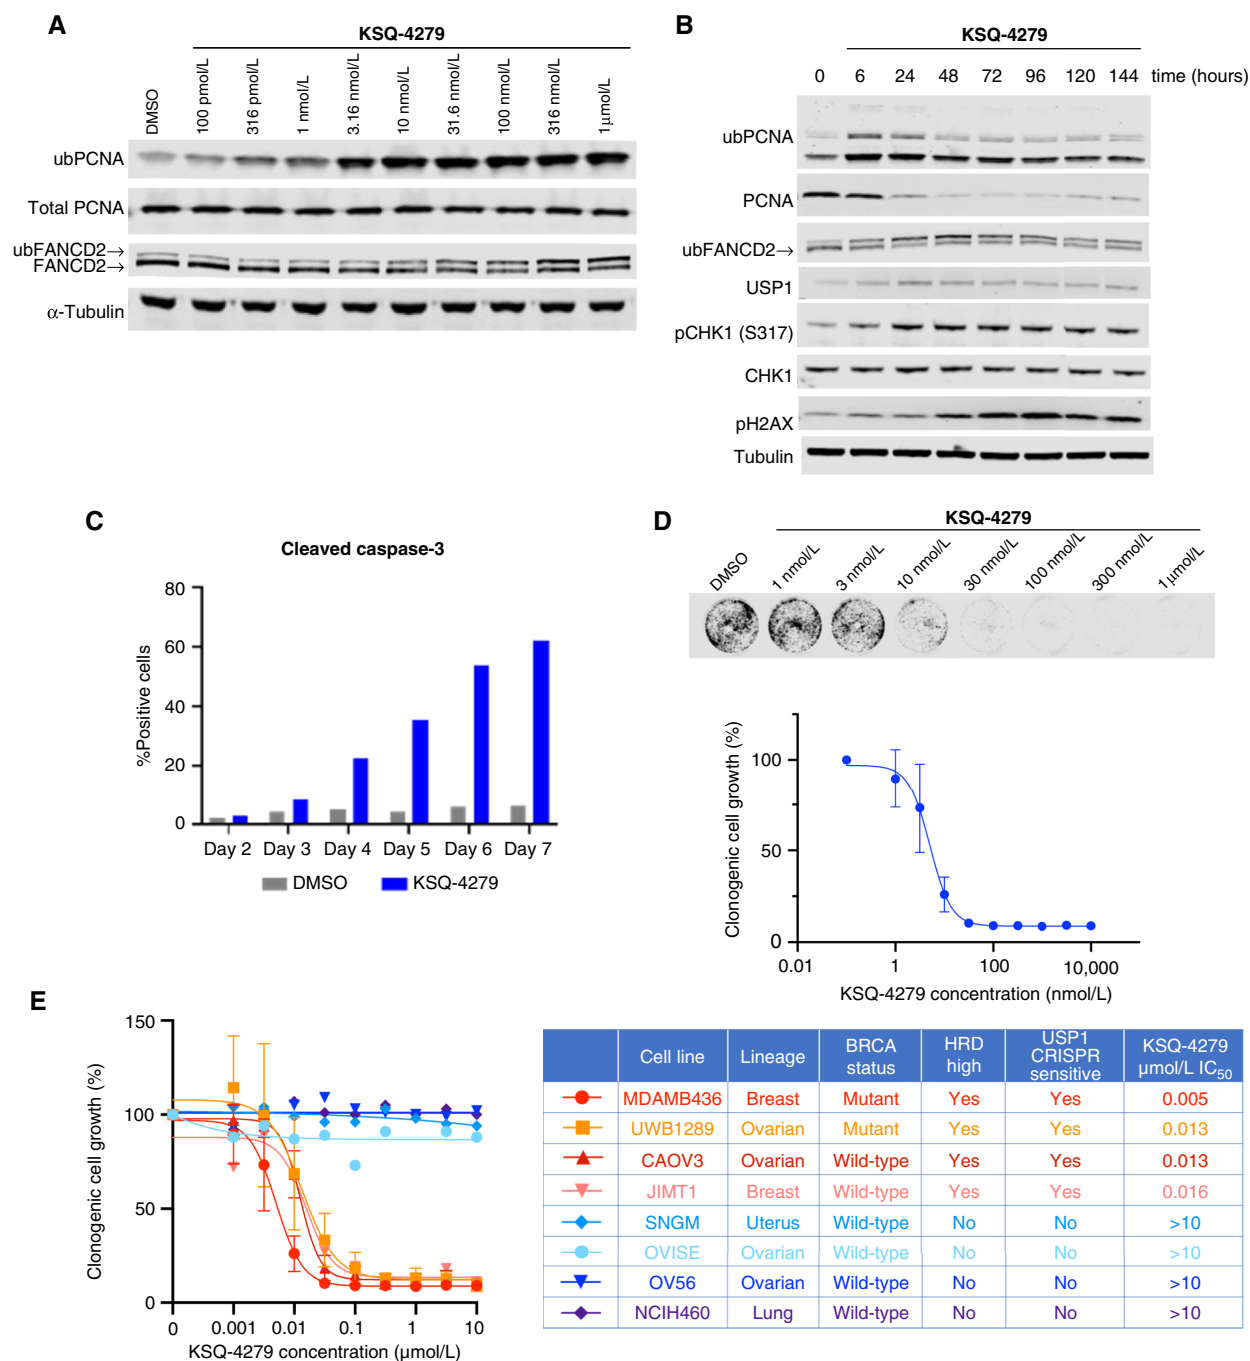 A
KSQ-4279
DMSO
100 pmol/L
316 pmol/L
1 nmol/L
3.16 nmol/L
10 nmol/L
31.6 nmol/L
100 nmol/L
316 nmol/L
1 µmol/L
ubPCNA
Total PCNA
ubFANCD2→
FANCD2→
α-Tubulin
B
KSQ-4279
0 6 24 48 72 96 120 144 time (hours)
ubPCNA
PCNA
ubFANCD2→
USP1
pCHK1 (S317)
CHK1
pH2AX
Tubulin
C
Cleaved caspase-3
%Positive cells
80
60
40
20
0
Day 2 Day 3 Day 4 Day 5 Day 6 Day 7
DMSO KSQ-4279
D
KSQ-4279
DMSO
1 nmol/L
3 nmol/L
10 nmol/L
30 nmol/L
100 nmol/L
300 nmol/L
1 µmol/L
Clonogenic cell growth (%)
100
50
0
0.01 1 100 10,000
KSQ-4279 concentration (nmol/L)
E
Clonogenic cell growth (%)
150
100
50
0
0 0.001 0.01 0.1 1 10
KSQ-4279 concentration (µmol/L)
Cell line Lineage BRCA status HRD high USP1 CRISPR sensitive KSQ-4279 µmol/L IC50
MDAMB436 Breast Mutant Yes Yes 0.005
UWB1289 Ovarian Mutant Yes Yes 0.013
CAOV3 Ovarian Wild-type Yes Yes 0.013
JIMT1 Breast Wild-type Yes Yes 0.016
SNGM Uterus Wild-type No No >10
OVISE Ovarian Wild-type No No >10
OV56 Ovarian Wild-type No No >10
NCIH460 Lung Wild-type No No >10